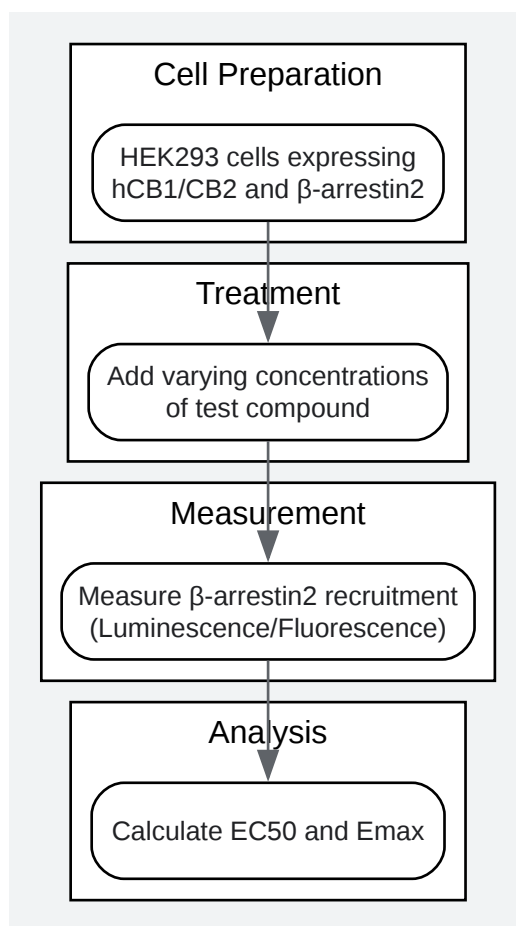 Cell Preparation
HEK293 cells expressing
hCB1/CB2 and β-arrestin2
Treatment
Add varying concentrations
of test compound
Measurement
Measure β-arrestin2 recruitment
(Luminescence/Fluorescence)
Analysis
Calculate EC50 and Emax